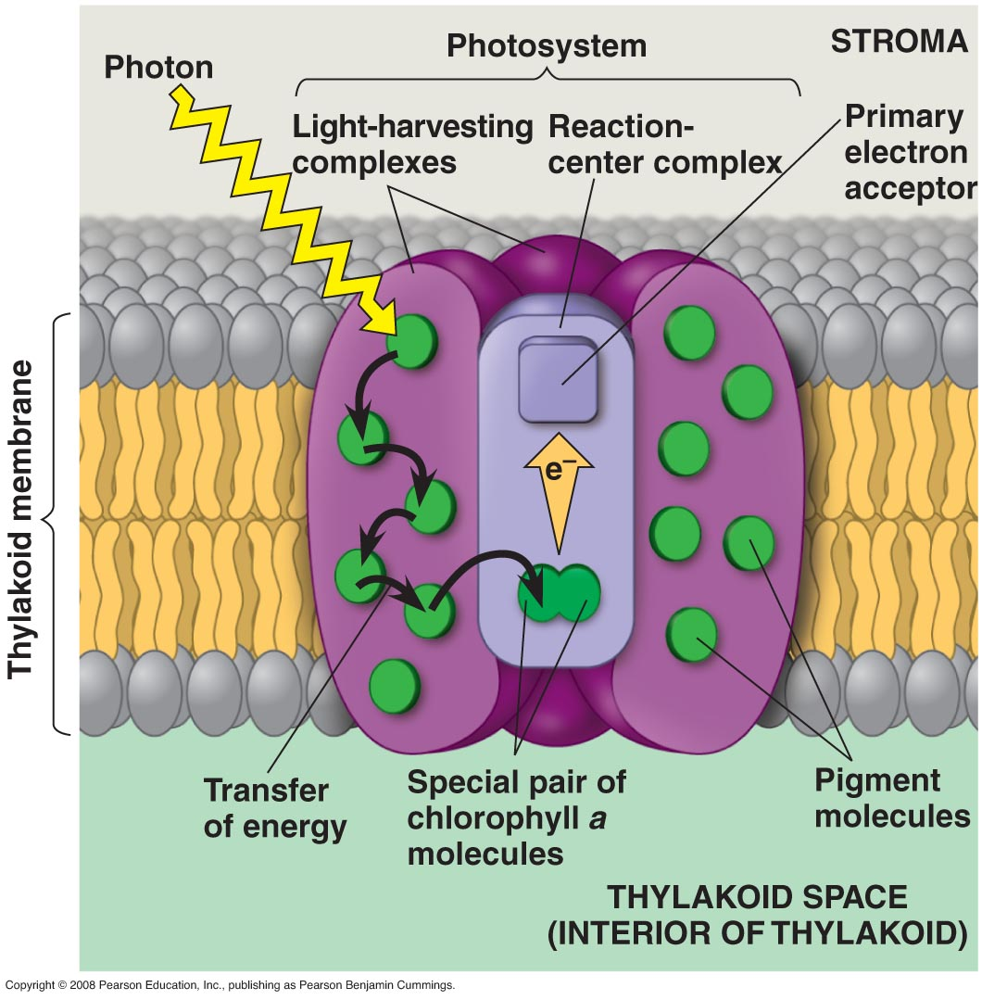 Photosystem
STROMA
Photon
Light-harvesting
complexes
Reaction-
center complex
Primary
electron
acceptor
Thylakoid membrane
e–
Transfer
of energy
Special pair of
chlorophyll a
molecules
Pigment
molecules
THYLAKOID SPACE
(INTERIOR OF THYLAKOID)
Copyright © 2008 Pearson Education, Inc., publishing as Pearson Benjamin Cummings.